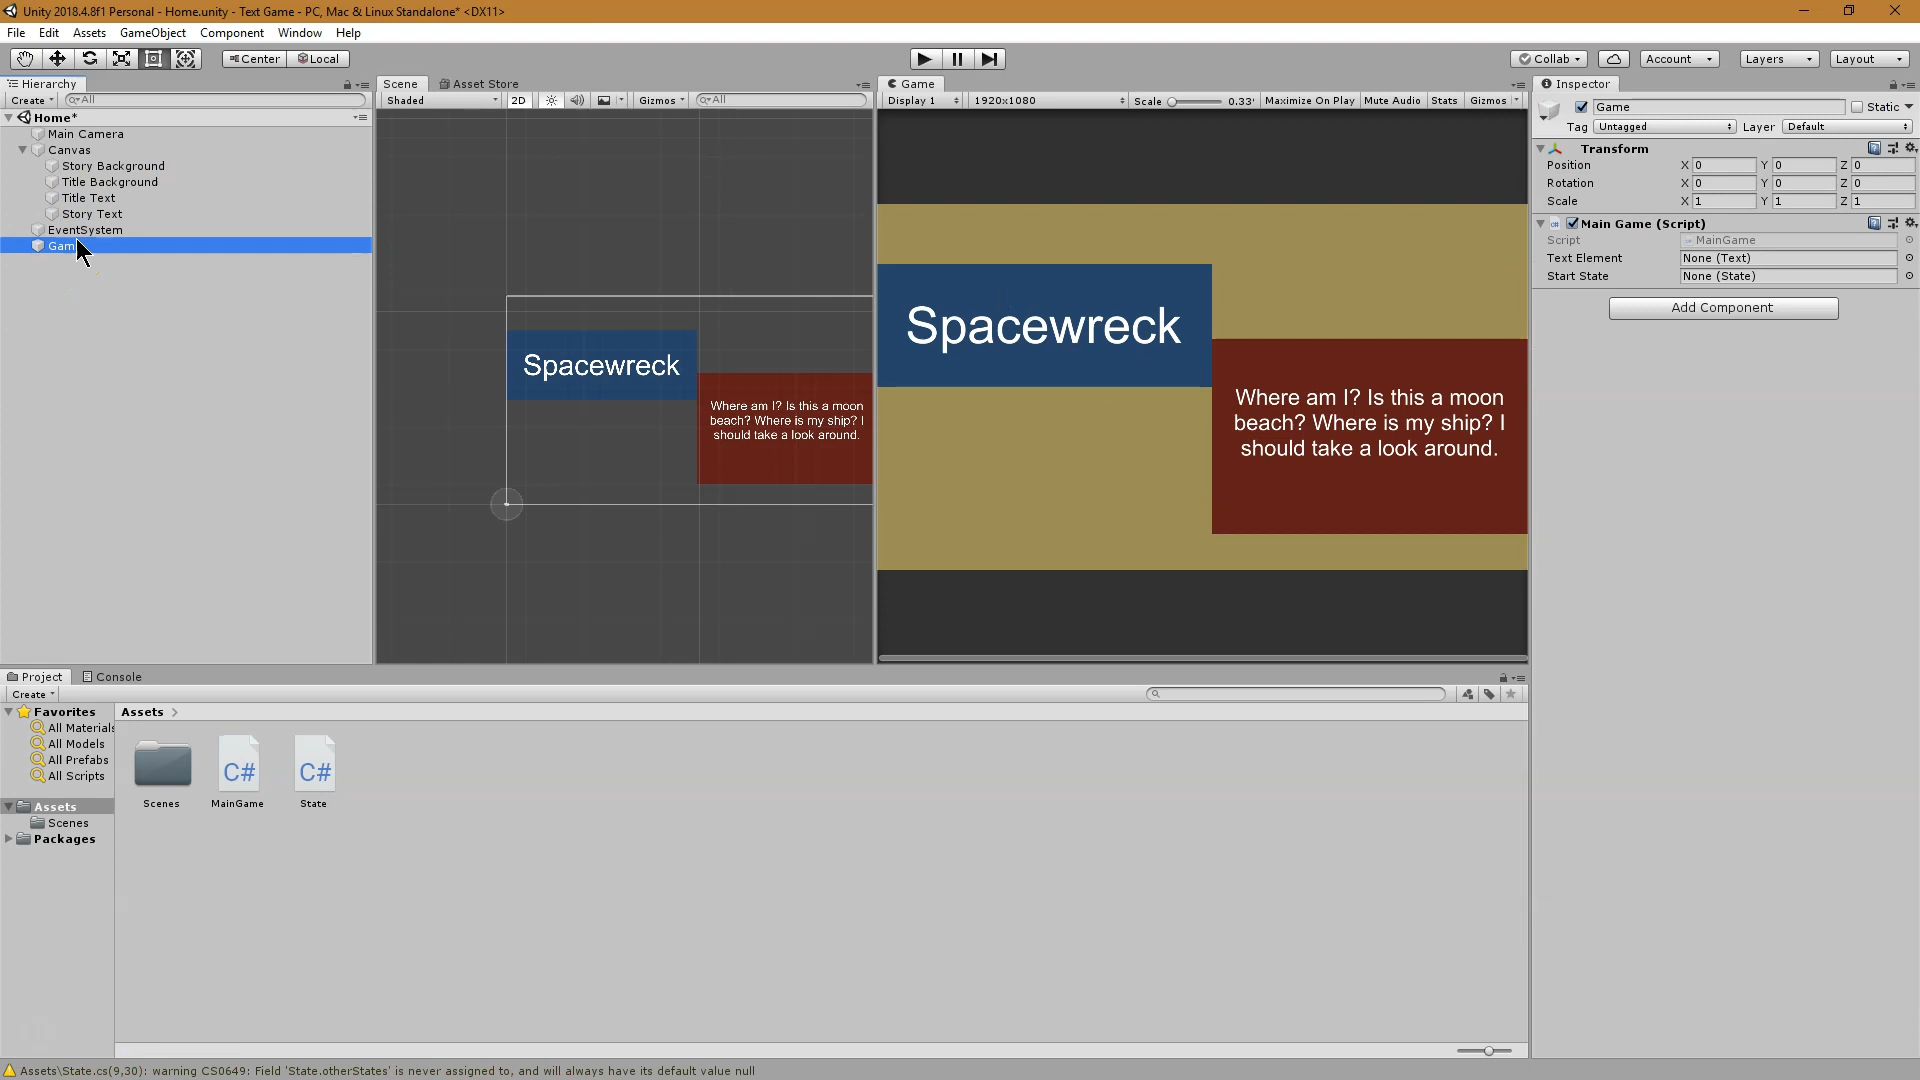 Unity 2018.4.8f1 Personal - Home.unity - Text Game - PC, Mac & Linux Standalone* <DX11>
File Edit Assets GameObject Component Window Help
Center Local Collab Account Layers Layout
Hierarchy
Create All
Home*
Main Camera
Canvas
Story Background
Title Background
Title Text
Story Text
EventSystem
Gam
Scene Asset Store
Shaded 2D Gizmos All
Spacewreck
Where am I? Is this a moon
beach? Where is my ship? I
should take a look around.
Game
Display 1 1920x1080 Scale 0.33 Maximize On Play Mute Audio Stats Gizmos
Spacewreck
Where am I? Is this a moon
beach? Where is my ship? I
should take a look around.
Inspector
Game Static
Tag Untagged Layer Default
Transform
Position X 0 Y 0 Z 0
Rotation X 0 Y 0 Z 0
Scale X 1 Y 1 Z 1
Main Game (Script)
Script MainGame
Text Element None (Text)
Start State None (State)
Add Component
Project Console
Create
Favorites
All Materials
All Models
All Prefabs
All Scripts
Assets
Scenes
Packages
Assets
C# C#
Scenes MainGame State
Assets\State.cs(9,30): warning CS0649: Field 'State.otherStates' is never assigned to, and will always have its default value null